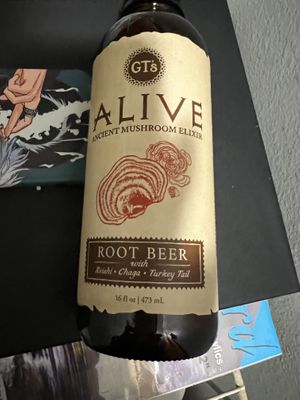 GT's
ALIVE
ANCIENT MUSHROOM ELIXIR
ROOT BEER
with
Reishi • Chaga • Turkey Tail
16 fl oz | 473 mL